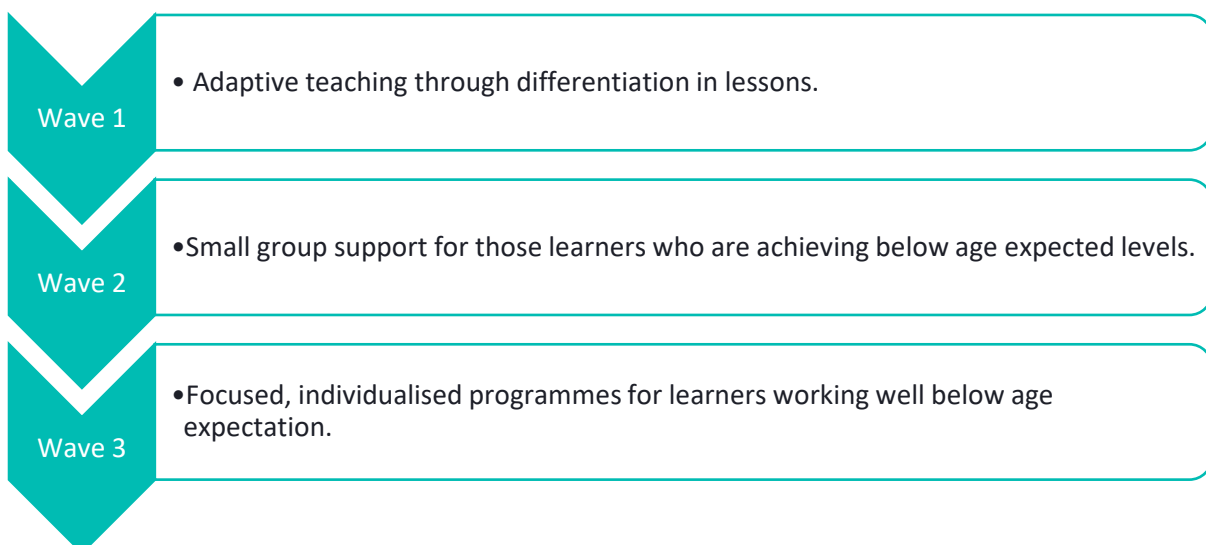 Wave 1
• Adaptive teaching through differentiation in lessons.
Wave 2
•Small group support for those learners who are achieving below age expected levels.
Wave 3
•Focused, individualised programmes for learners working well below age
expectation.